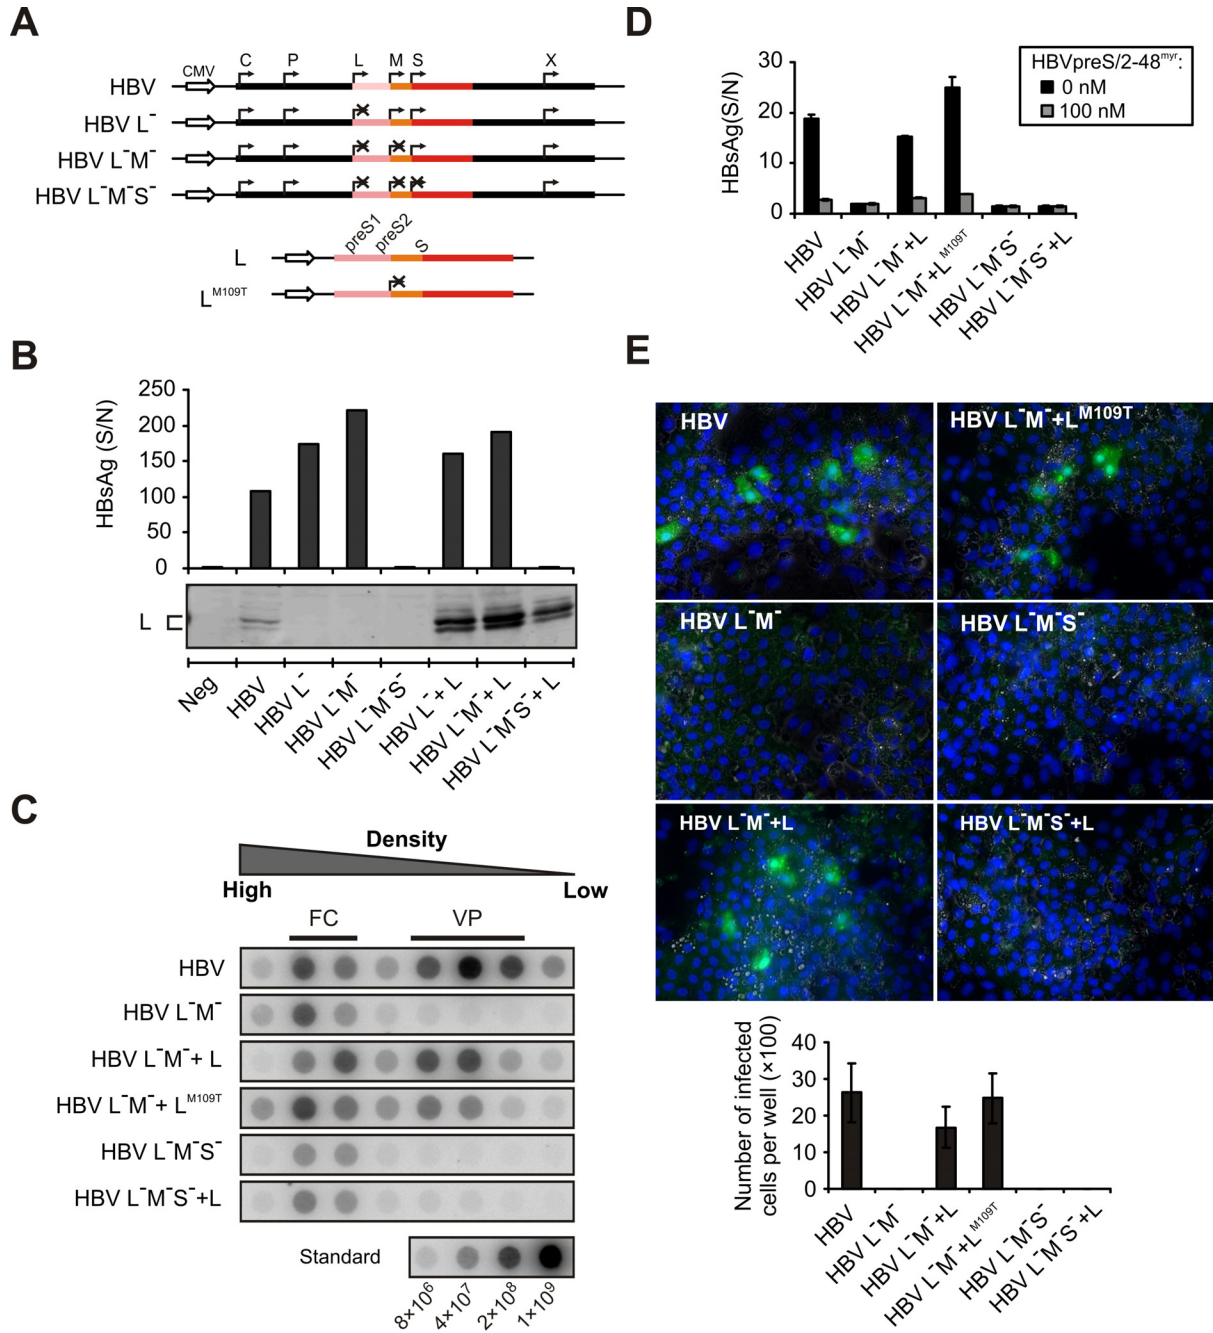 A
CMV C P L M S X
HBV
HBV L⁻
HBV L⁻M⁻
HBV L⁻M⁻S⁻
preS1 preS2 S
L
L^M109T
B
HBsAg (S/N)
250
200
150
100
50
0
L
Neg
HBV
HBV L⁻
HBV L⁻M⁻
HBV L⁻M⁻S⁻
HBV L⁻+L
HBV L⁻M⁻+ L
HBV L⁻M⁻S⁻+ L
C
Density
High Low
FC VP
HBV
HBV L⁻M⁻
HBV L⁻M⁻+ L
HBV L⁻M⁻+ L^M109T
HBV L⁻M⁻S⁻
HBV L⁻M⁻S⁻+L
Standard
8×10⁶
4×10⁷
2×10⁸
1×10⁹
D
HBsAg(S/N)
30
20
10
0
HBVpreS/2-48^myr:
0 nM
100 nM
HBV
HBV L⁻M⁻
HBV L⁻M⁻+L
HBV L⁻M⁻+L^M109T
HBV L⁻M⁻S⁻
HBV L⁻M⁻S⁻+L
E
HBV
HBV L⁻M⁻+L^M109T
HBV L⁻M⁻
HBV L⁻M⁻S⁻
HBV L⁻M⁻+L
HBV L⁻M⁻S⁻+L
Number of infected
cells per well (×100)
40
30
20
10
0
HBV
HBV L⁻M⁻
HBV L⁻M⁻+L
HBV L⁻M⁻+L^M109T
HBV L⁻M⁻S⁻
HBV L⁻M⁻S⁻+L